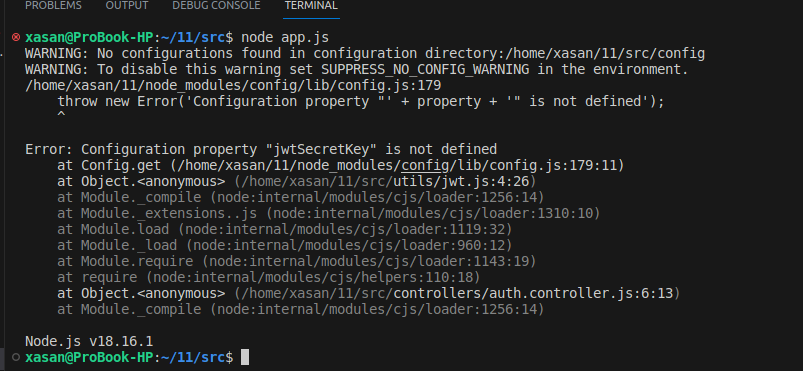 PROBLEMS OUTPUT DEBUG CONSOLE TERMINAL
xasan@ProBook-HP:~/11/src$ node app.js
WARNING: No configurations found in configuration directory:/home/xasan/11/src/config
WARNING: To disable this warning set SUPPRESS_NO_CONFIG_WARNING in the environment.
/home/xasan/11/node_modules/config/lib/config.js:179
    throw new Error('Configuration property "' + property + '" is not defined');
    ^
Error: Configuration property "jwtSecretKey" is not defined
    at Config.get (/home/xasan/11/node_modules/config/lib/config.js:179:11)
    at Object.<anonymous> (/home/xasan/11/src/utils/jwt.js:4:26)
    at Module._compile (node:internal/modules/cjs/loader:1256:14)
    at Module._extensions..js (node:internal/modules/cjs/loader:1310:10)
    at Module.load (node:internal/modules/cjs/loader:1119:32)
    at Module._load (node:internal/modules/cjs/loader:960:12)
    at Module.require (node:internal/modules/cjs/loader:1143:19)
    at require (node:internal/modules/cjs/helpers:110:18)
    at Object.<anonymous> (/home/xasan/11/src/controllers/auth.controller.js:6:13)
    at Module._compile (node:internal/modules/cjs/loader:1256:14)
Node.js v18.16.1
xasan@ProBook-HP:~/11/src$